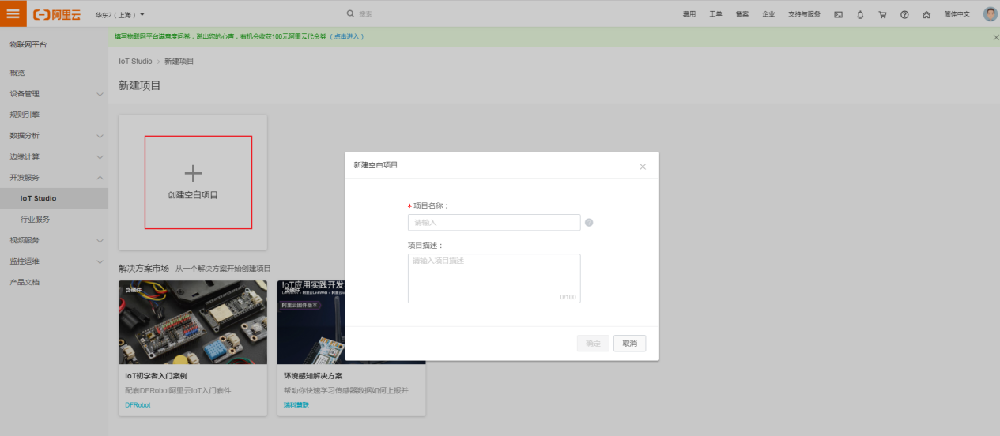 阿里云
华东2（上海）
搜索
费用
工单
备案
企业
支持与服务
简体中文
填写物联网平台满意度问卷，说出您的心声，有机会收获100元阿里云代金券（点击进入）
物联网平台
概览
设备管理
规则引擎
数据分析
边缘计算
开发服务
IoT Studio
行业服务
视频服务
监控运维
产品文档
IoT Studio > 新建项目
新建项目
创建空白项目
新建空白项目
* 项目名称：
请输入
项目描述：
请输入项目描述
0/100
确定
取消
解决方案市场 从一个解决方案开始创建项目
含硬件
IoT初学者入门案例
配套DFRobot阿里云IoT入门套件
DFRobot
IoT应用实践开发
含硬件
阿里云固件版本
环境感知解决方案
帮助你快速学习传感器数据如何上报并...
瑞科慧联